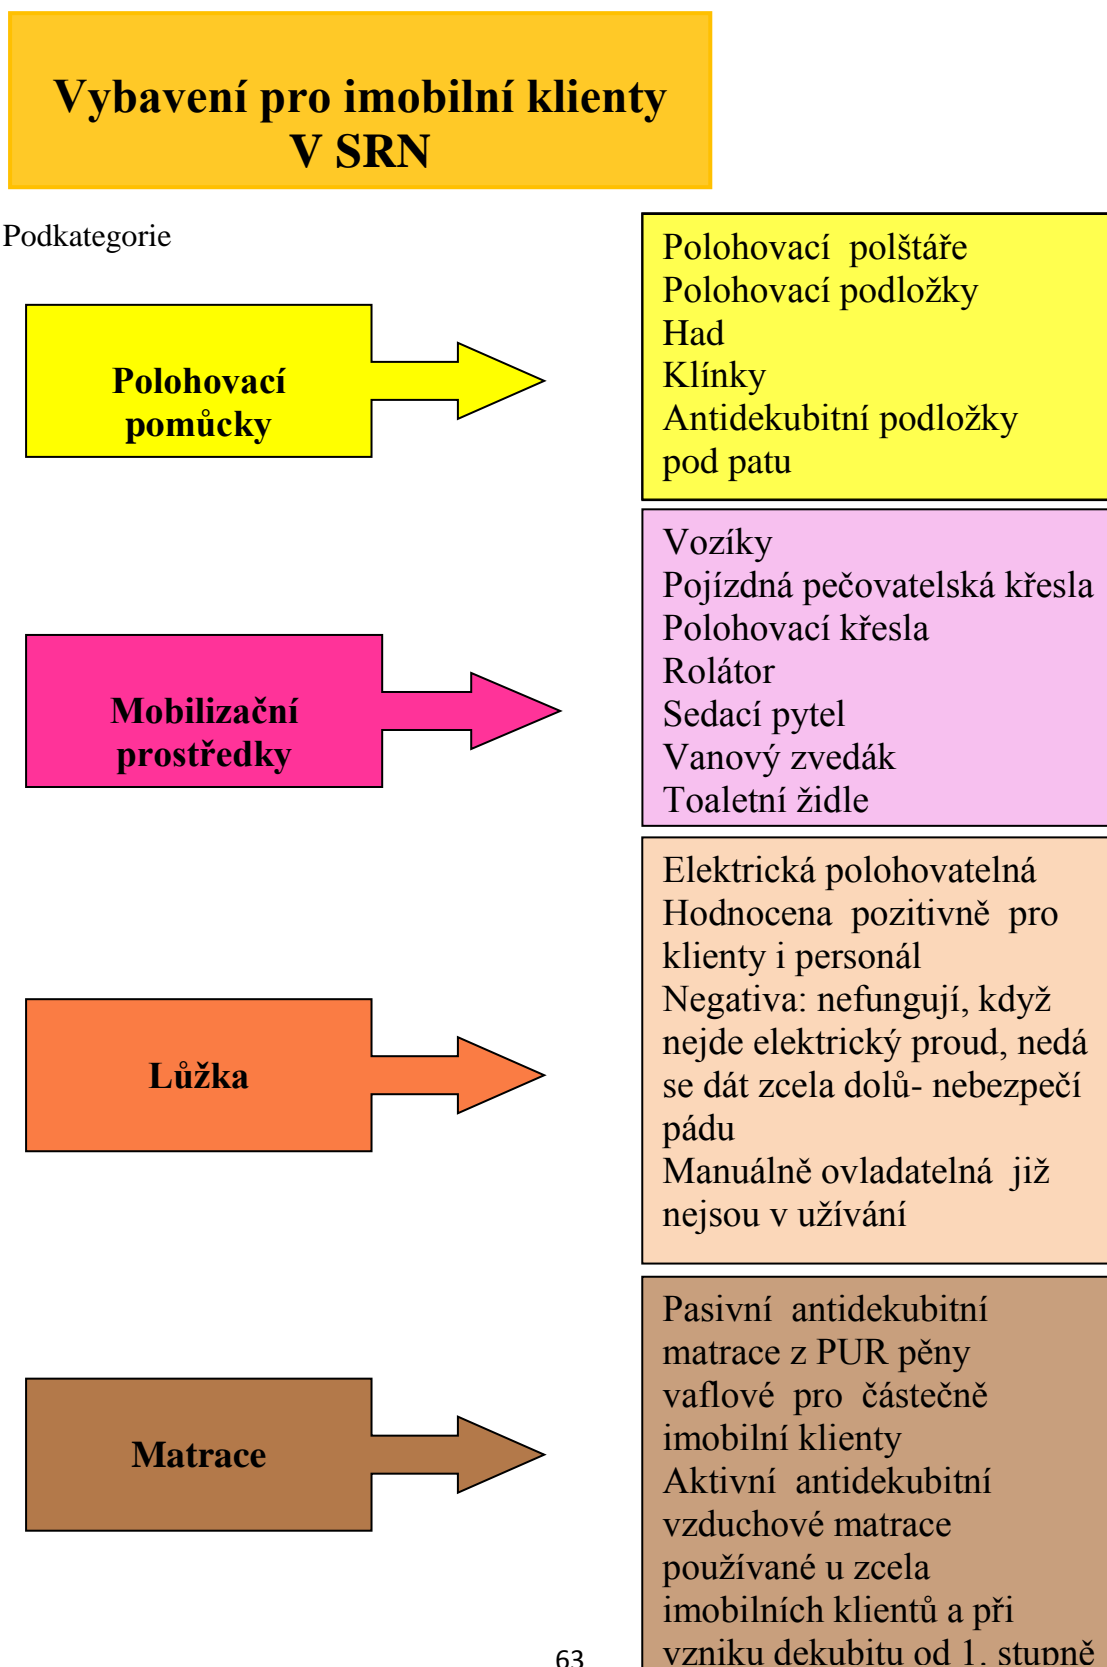 Vybavení pro imobilní klienty
V SRN
Podkategorie
Polohovací
pomůcky
Polohovací polštáře
Polohovací podložky
Had
Klínky
Antidekubitní podložky
pod patu
Mobilizační
prostředky
Vozíky
Pojízdná pečovatelská křesla
Polohovací křesla
Rolátor
Sedací pytel
Vanový zvedák
Toaletní židle
Lůžka
Elektrická polohovatelná
Hodnocena pozitivně pro
klienty i personál
Negativa: nefungují, když
nejde elektrický proud, nedá
se dát zcela dolů- nebezpečí
pádu
Manuálně ovladatelná již
nejsou v užívání
Matrace
Pasivní antidekubitní
matrace z PUR pěny
vaflové pro částečně
imobilní klienty
Aktivní antidekubitní
vzduchové matrace
používané u zcela
imobilních klientů a při
vzniku dekubitu od 1. stupně
63